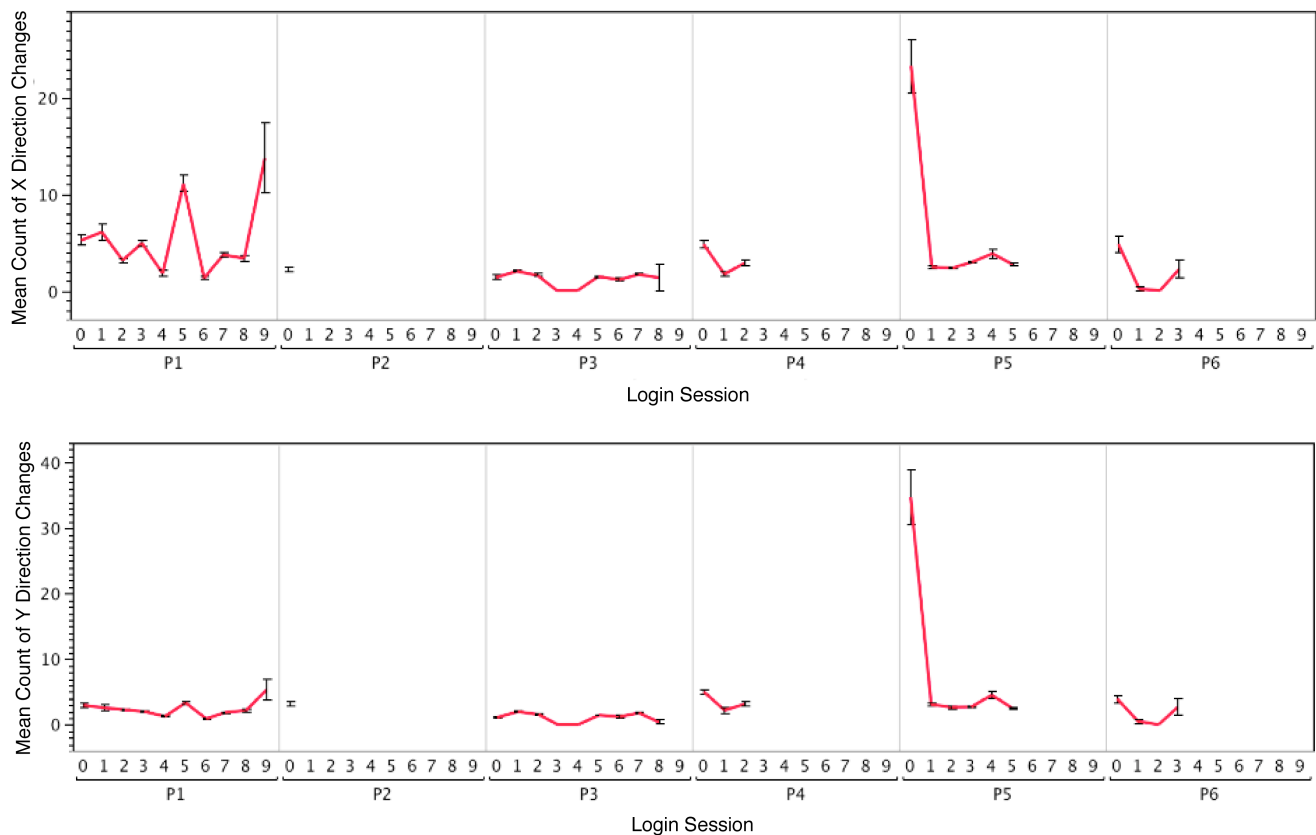 Mean Count of X Direction Changes
20
10
0
0 1 2 3 4 5 6 7 8 9 0 1 2 3 4 5 6 7 8 9 0 1 2 3 4 5 6 7 8 9 0 1 2 3 4 5 6 7 8 9 0 1 2 3 4 5 6 7 8 9 0 1 2 3 4 5 6 7 8 9
P1 P2 P3 P4 P5 P6
Login Session
Mean Count of Y Direction Changes
40
30
20
10
0
0 1 2 3 4 5 6 7 8 9 0 1 2 3 4 5 6 7 8 9 0 1 2 3 4 5 6 7 8 9 0 1 2 3 4 5 6 7 8 9 0 1 2 3 4 5 6 7 8 9 0 1 2 3 4 5 6 7 8 9
P1 P2 P3 P4 P5 P6
Login Session